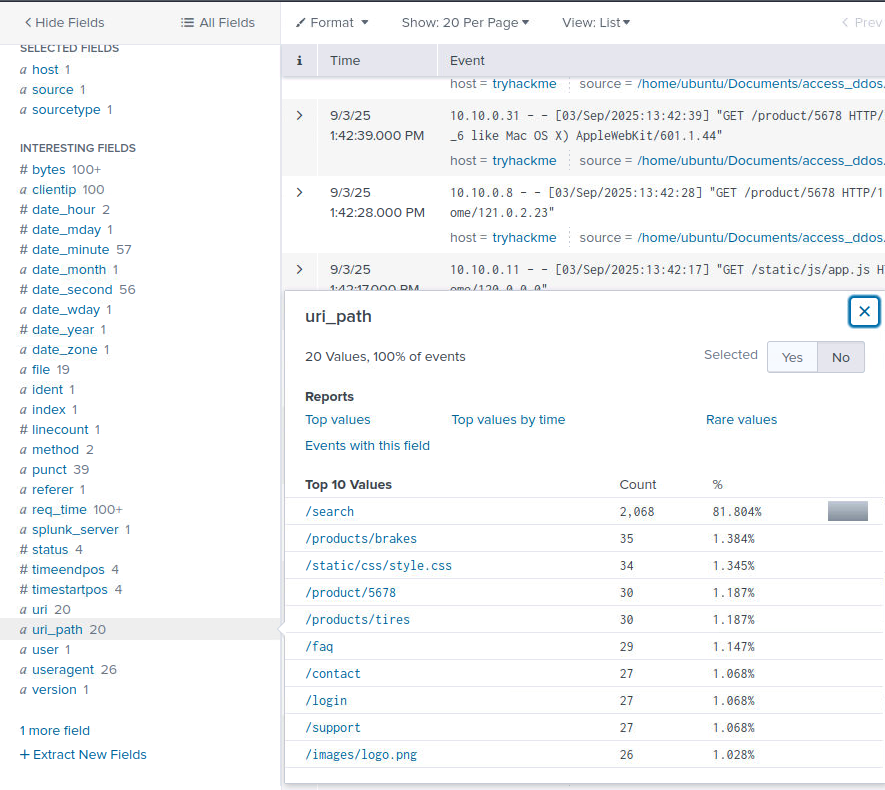 Hide Fields
All Fields
Format
Show: 20 Per Page
View: List
Prev
SELECTED FIELDS
a host 1
a source 1
a sourcetype 1
INTERESTING FIELDS
# bytes 100+
a clientip 100
# date_hour 2
# date_mday 1
# date_minute 57
a date_month 1
# date_second 56
a date_wday 1
# date_year 1
a date_zone 1
a file 19
a ident 1
a index 1
# linecount 1
a method 2
a punct 39
a referer 1
a req_time 100+
a splunk_server 1
# status 4
# timeendpos 4
# timestartpos 4
a uri 20
a uri_path 20
a user 1
a useragent 26
a version 1
1 more field
+ Extract New Fields
i Time Event
host = tryhackme source = /home/ubuntu/Documents/access_ddos.
9/3/25
1:42:39.000 PM
10.10.0.31 - - [03/Sep/2025:13:42:39] "GET /product/5678 HTTP/
_6 like Mac OS X) AppleWebKit/601.1.44"
host = tryhackme source = /home/ubuntu/Documents/access_ddos.
9/3/25
1:42:28.000 PM
10.10.0.8 - - [03/Sep/2025:13:42:28] "GET /product/5678 HTTP/1
ome/121.0.2.23"
host = tryhackme source = /home/ubuntu/Documents/access_ddos.
9/3/25
1:42:17.000 PM
10.10.0.11 - - [03/Sep/2025:13:42:17] "GET /static/js/app.js H
ome/120.0.0.0"
uri_path
20 Values, 100% of events
Selected Yes No
Reports
Top values Top values by time Rare values
Events with this field
Top 10 Values Count %
/search 2,068 81.804%
/products/brakes 35 1.384%
/static/css/style.css 34 1.345%
/product/5678 30 1.187%
/products/tires 30 1.187%
/faq 29 1.147%
/contact 27 1.068%
/login 27 1.068%
/support 27 1.068%
/images/logo.png 26 1.028%